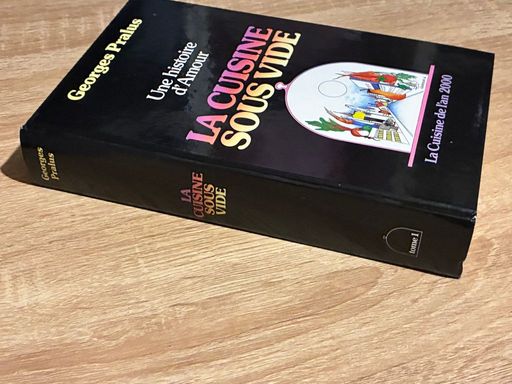 Georges Pralus
Une histoire
d'Amour
LA CUISINE
SOUS VIDE
La Cuisine de l'an 2000
Georges
Pralus
LA
CUISINE
SOUS
VIDE
tome 1